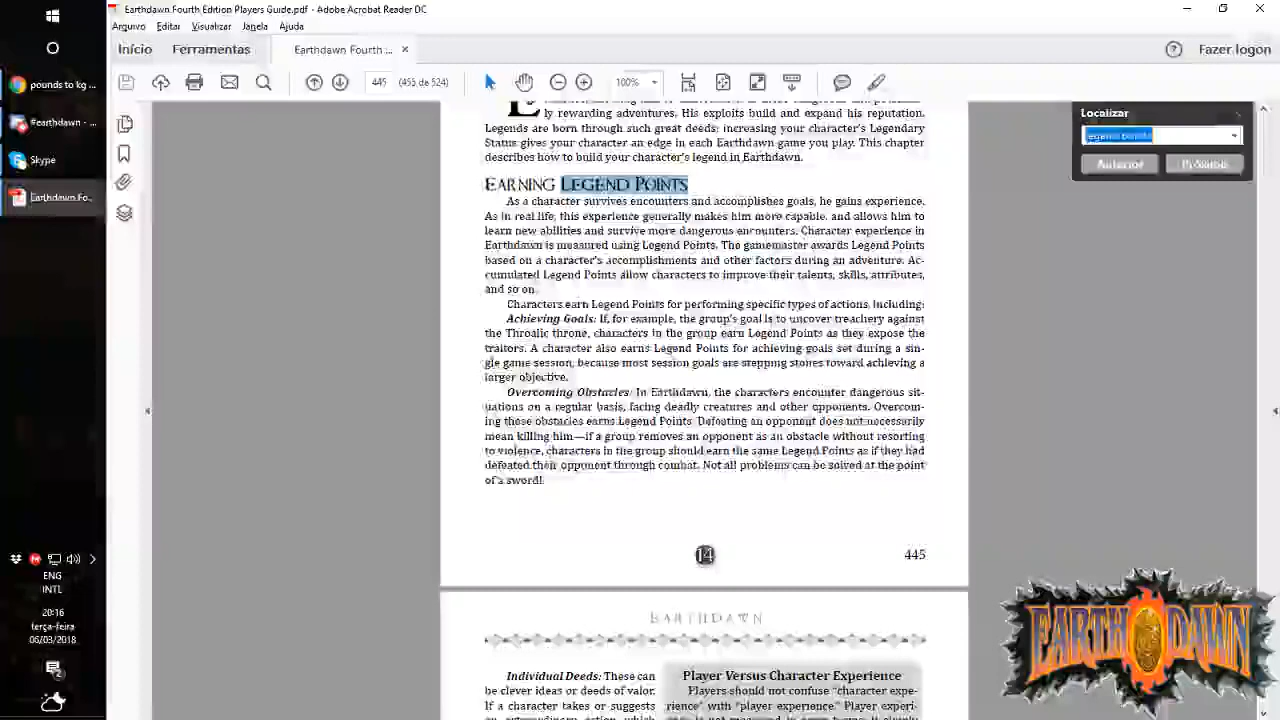 Earthdawn Fourth Edition Players Guide.pdf - Adobe Acrobat Reader DC
Arquivo Editar Visualizar Janela Ajuda
Início Ferramentas Earthdawn Fourth ... × Fazer logon
445 (455 de 524) 100%
pounds to kg ...
#earthdawn - ...
Skype
Earthdawn Fo...
Localizar
legend points
Anterior Próximo
ly rewarding adventures. His exploits build and expand his reputation.
Legends are born through such great deeds; increasing your character's Legendary
Status gives your character an edge in each Earthdawn game you play. This chapter
describes how to build your character's legend in Earthdawn.
EARNING LEGEND POINTS
As a character survives encounters and accomplishes goals, he gains experience.
As in real life, this experience generally makes him more capable, and allows him to
learn new abilities and survive more dangerous encounters. Character experience in
Earthdawn is measured using Legend Points. The gamemaster awards Legend Points
based on a character's accomplishments and other factors during an adventure. Ac-
cumulated Legend Points allow characters to improve their talents, skills, attributes,
and so on.
Characters earn Legend Points for performing specific types of actions, including:
Achieving Goals: If, for example, the group's goal is to uncover treachery against
the Throalic throne, characters in the group earn Legend Points as they expose the
traitors. A character also earns Legend Points for achieving goals set during a sin-
gle game session, because most session goals are stepping stones toward achieving a
larger objective.
Overcoming Obstacles: In Earthdawn, the characters encounter dangerous sit-
uations on a regular basis, facing deadly creatures and other opponents. Overcom-
ing these obstacles earns Legend Points. Defeating an opponent does not necessarily
mean killing him—if a group removes an opponent as an obstacle without resorting
to violence, characters in the group should earn the same Legend Points as if they had
defeated their opponent through combat. Not all problems can be solved at the point
of a sword!
14 445
EARTHDAWN
Individual Deeds: These can
be clever ideas or deeds of valor.
If a character takes or suggests
Player Versus Character Experience
Players should not confuse "character expe-
rience" with "player experience." Player experi-
ENG
INTL
20:16
terça-feira
06/03/2018
2
EARTHDAWN